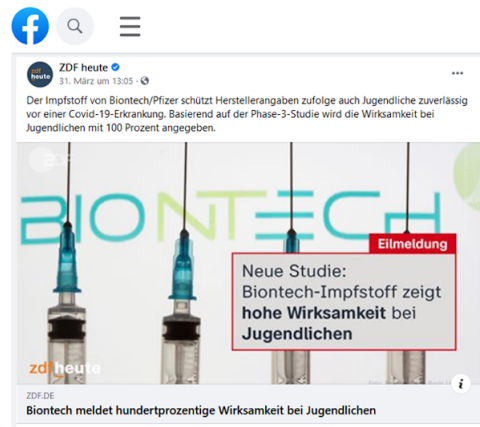 ZDF heute
31. März um 13:05 ·
Der Impfstoff von Biontech/Pfizer schützt Herstellerangaben zufolge auch Jugendliche zuverlässig
vor einer Covid-19-Erkrankung. Basierend auf der Phase-3-Studie wird die Wirksamkeit bei
Jugendlichen mit 100 Prozent angegeben.
ZDF
BIONTECH
Eilmeldung
Neue Studie:
Biontech-Impfstoff zeigt
hohe Wirksamkeit bei
Jugendlichen
zdfheute
ZDF.DE
Biontech meldet hundertprozentige Wirksamkeit bei Jugendlichen